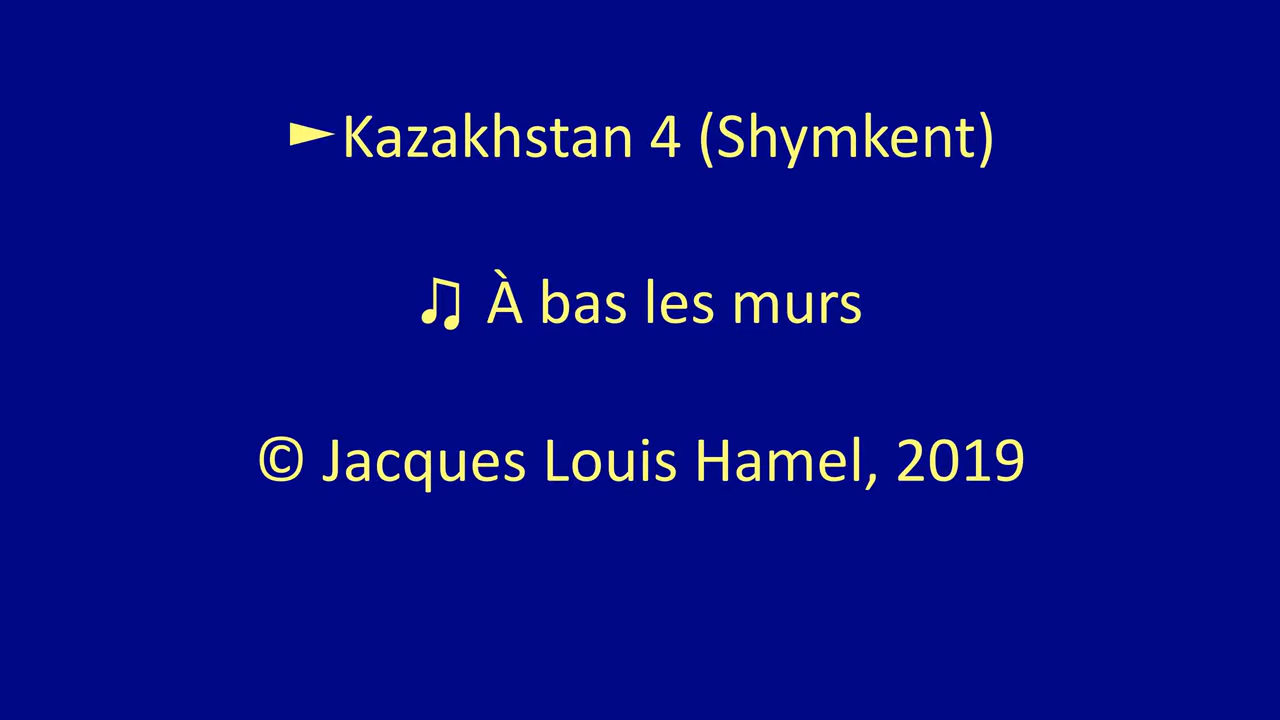 ►Kazakhstan 4 (Shymkent)
♫ À bas les murs
© Jacques Louis Hamel, 2019